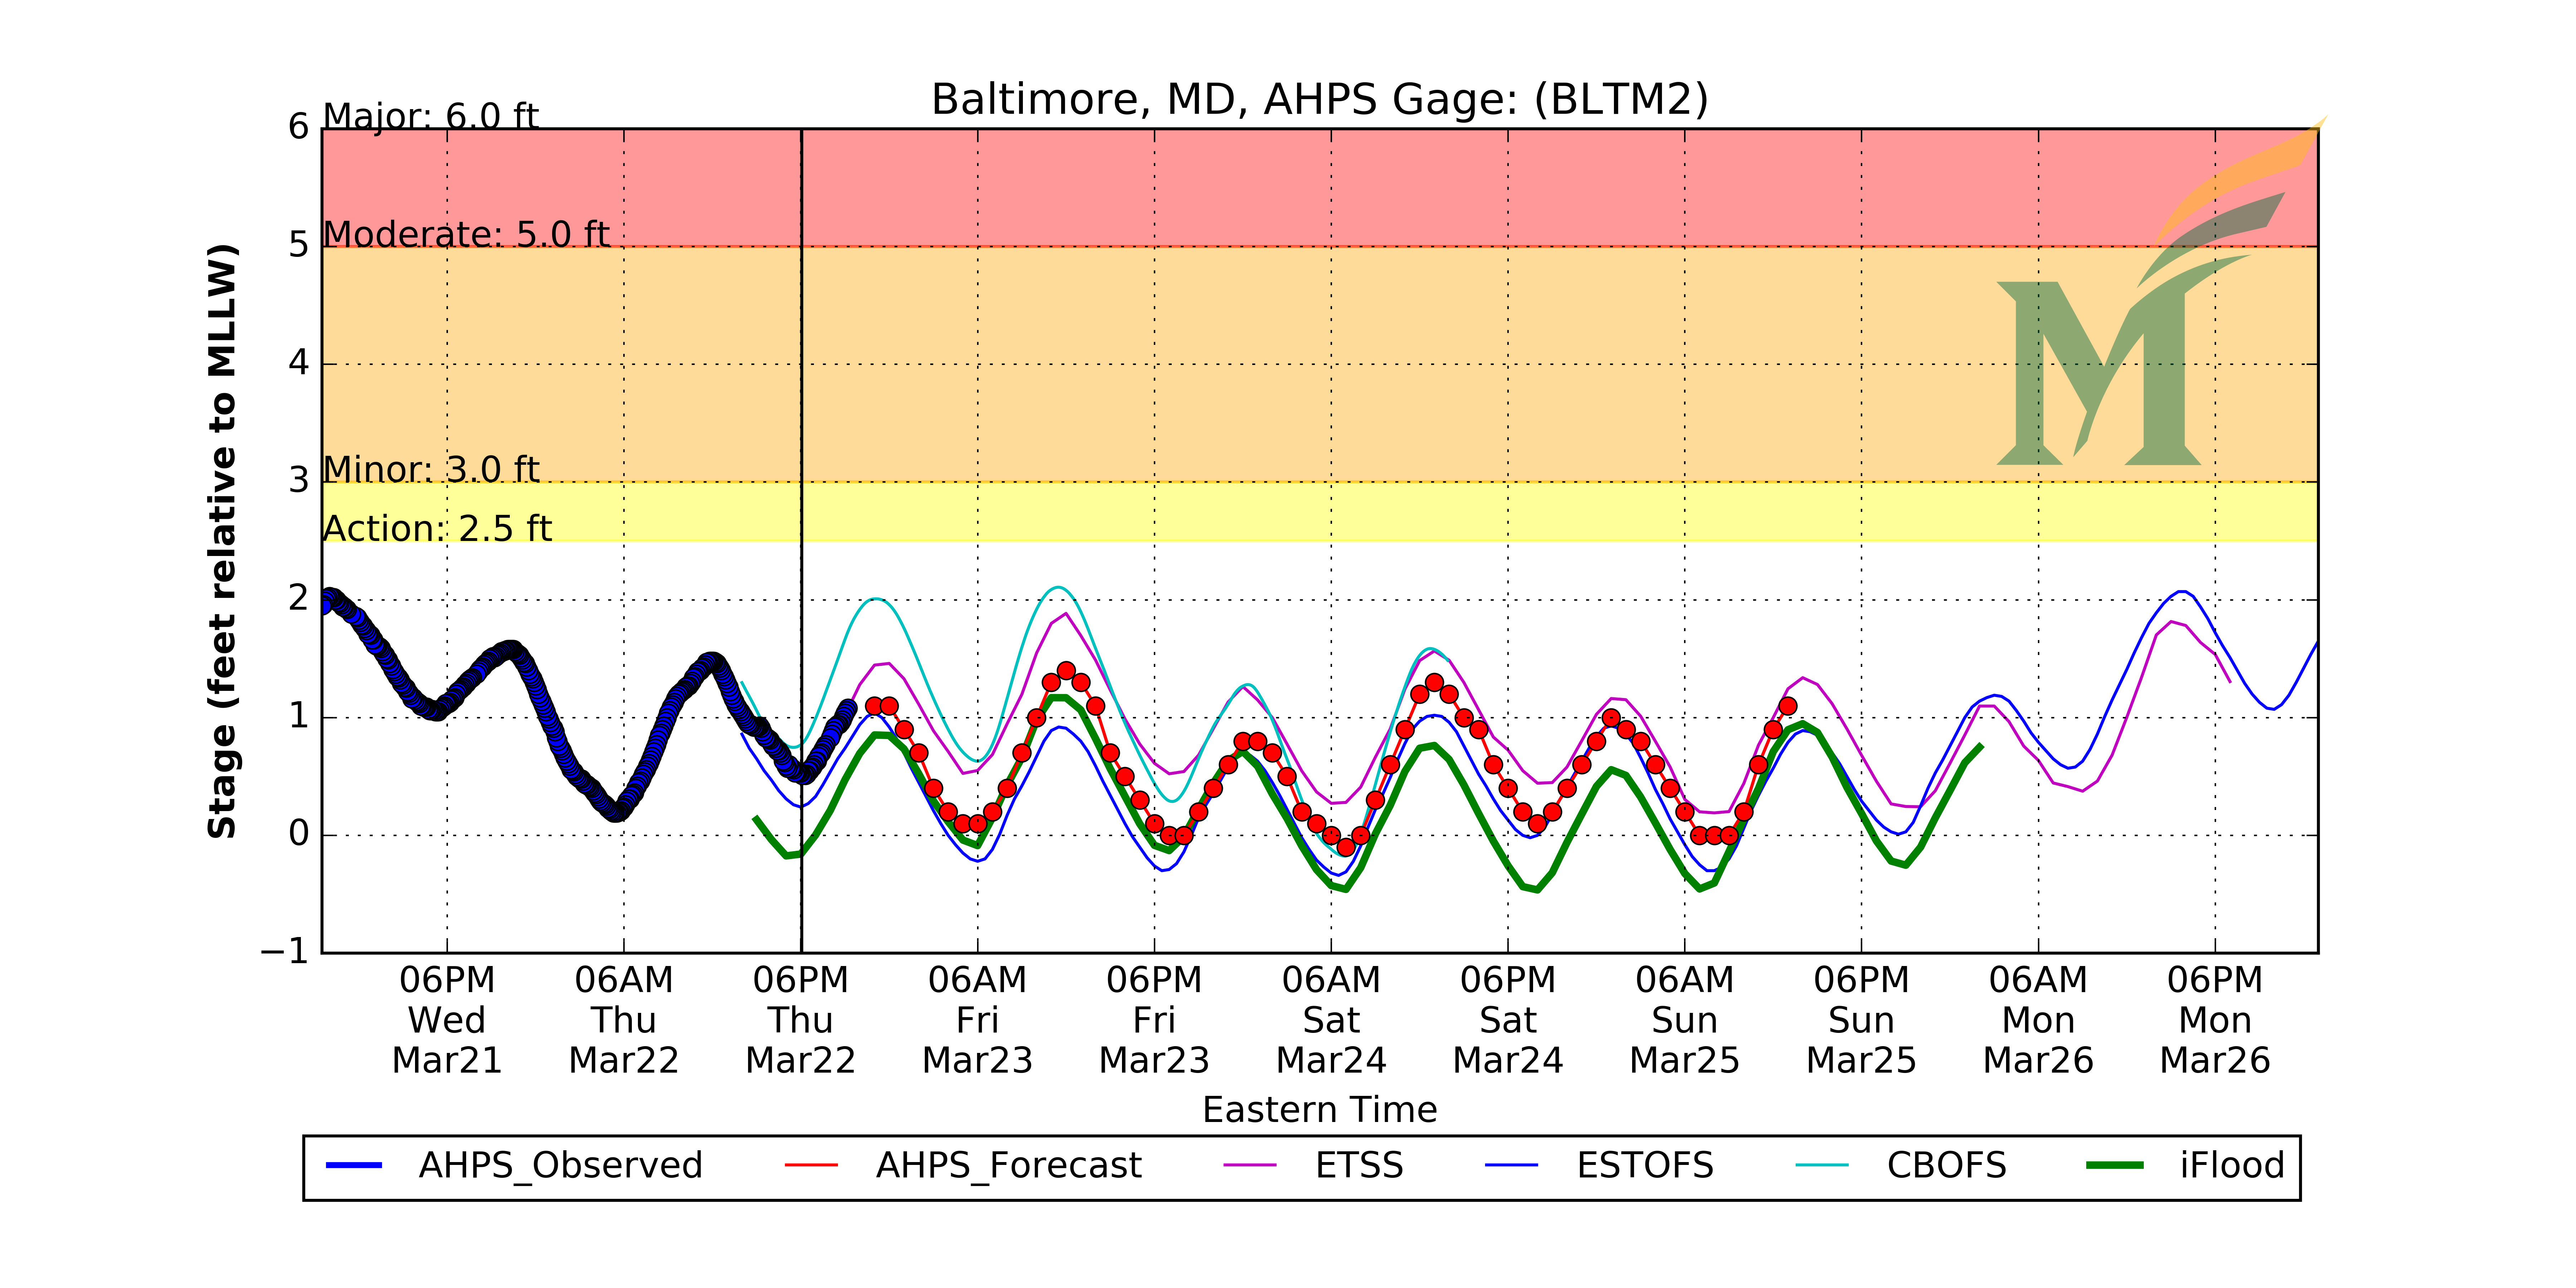 Baltimore, MD, AHPS Gage: (BLTM2)
Major: 6.0 ft
Moderate: 5.0 ft
Minor: 3.0 ft
Action: 2.5 ft
6
5
4
3
2
1
0
−1
Stage (feet relative to MLLW)
06PM
Wed
Mar21
06AM
Thu
Mar22
06PM
Thu
Mar22
06AM
Fri
Mar23
06PM
Fri
Mar23
06AM
Sat
Mar24
06PM
Sat
Mar24
06AM
Sun
Mar25
06PM
Sun
Mar25
06AM
Mon
Mar26
06PM
Mon
Mar26
Eastern Time
AHPS_Observed
AHPS_Forecast
ETSS
ESTOFS
CBOFS
iFlood
M